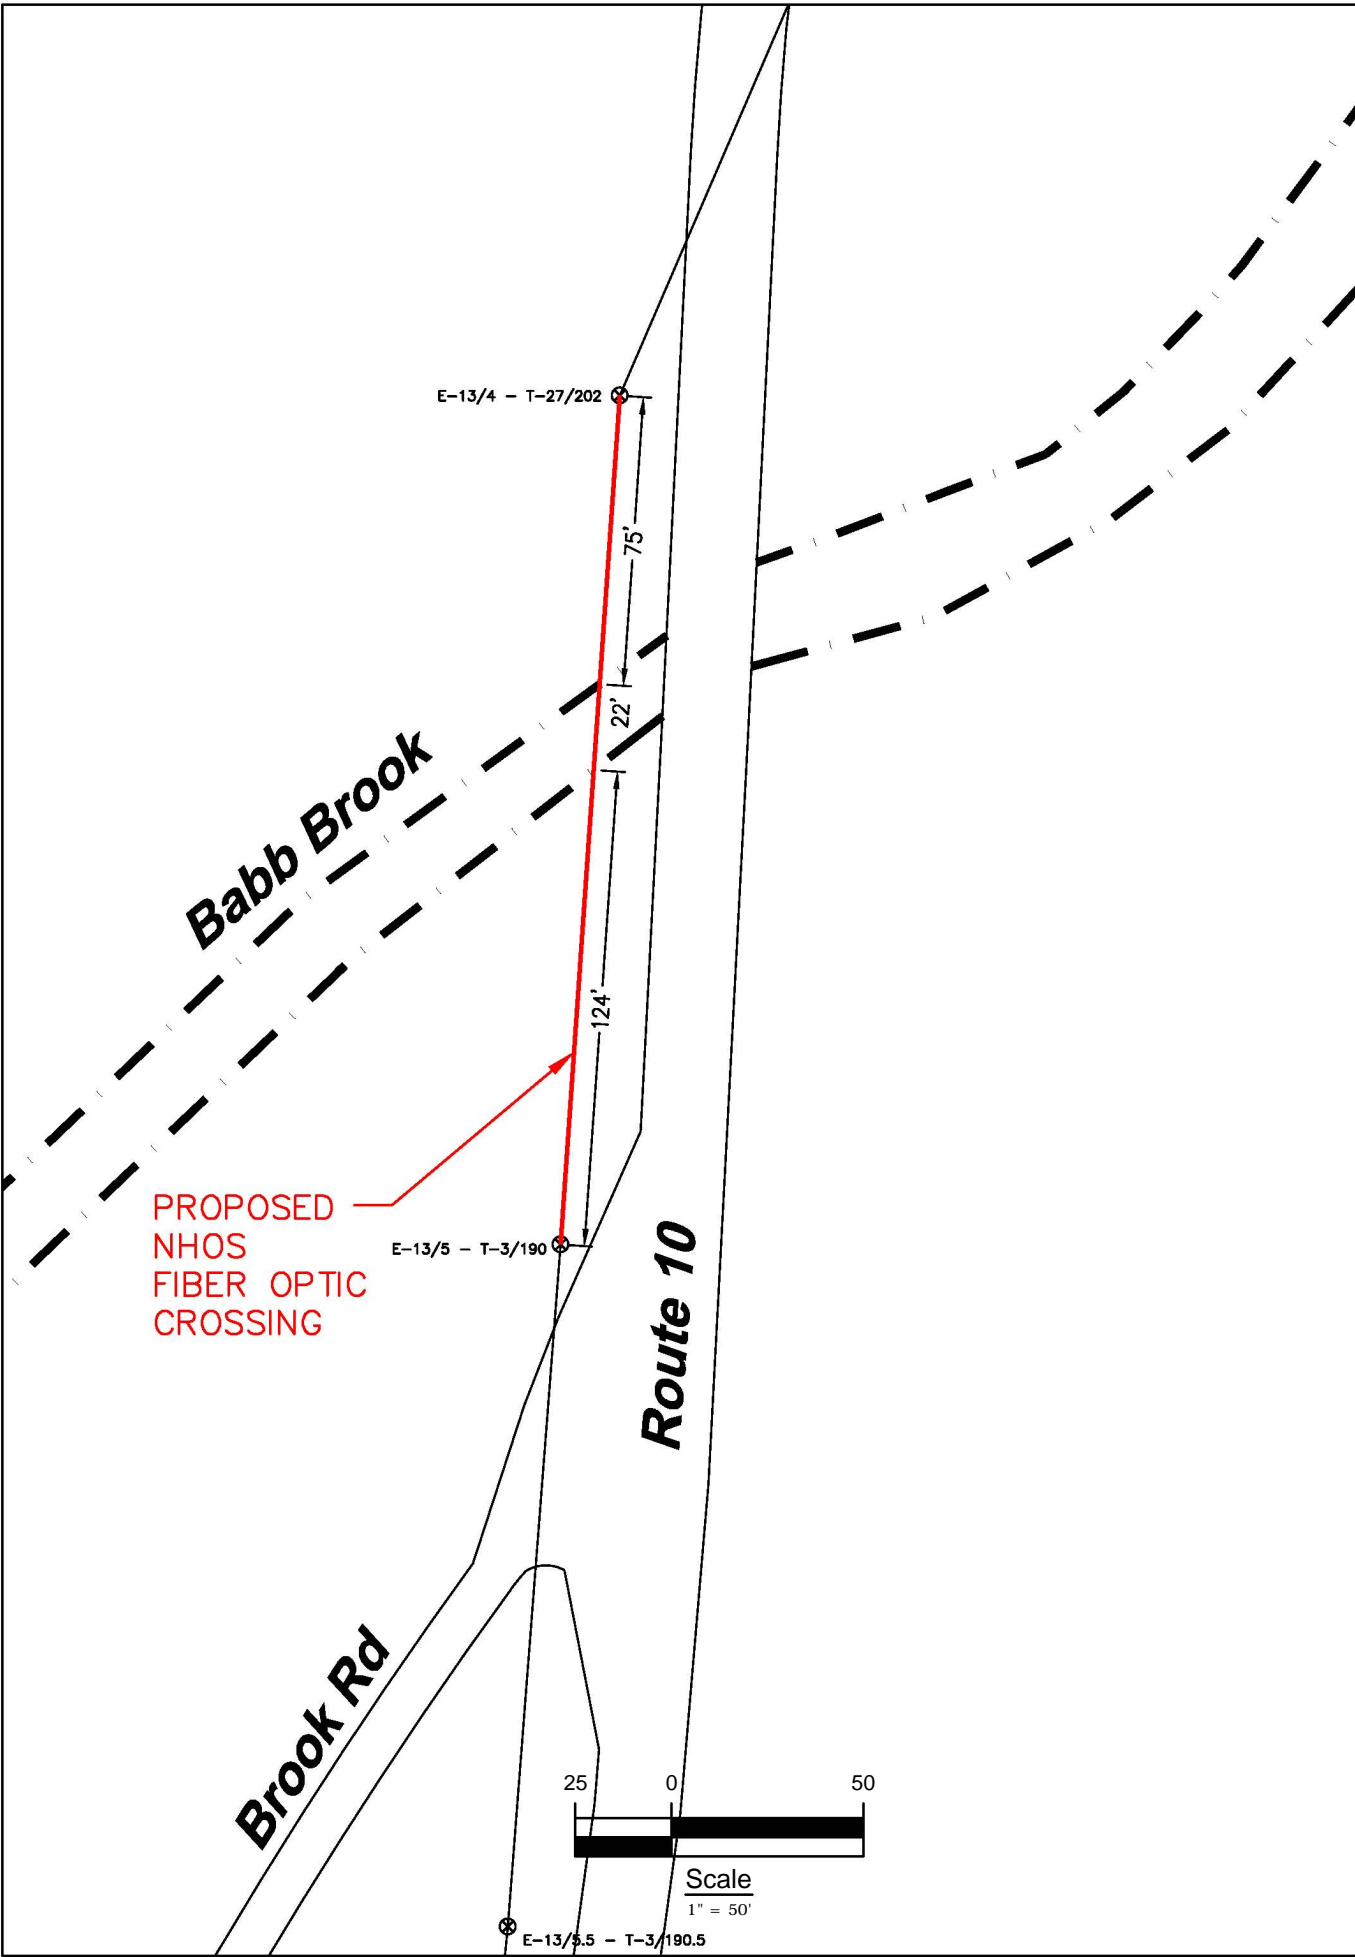 E-13/4 - T-27/202
75'
22'
Babb Brook
124'
PROPOSED
NHOS
FIBER OPTIC
CROSSING
E-13/5 - T-3/190
Route 10
Brook Rd
25 0 50
Scale
1" = 50'
E-13/5.5 - T-3/190.5